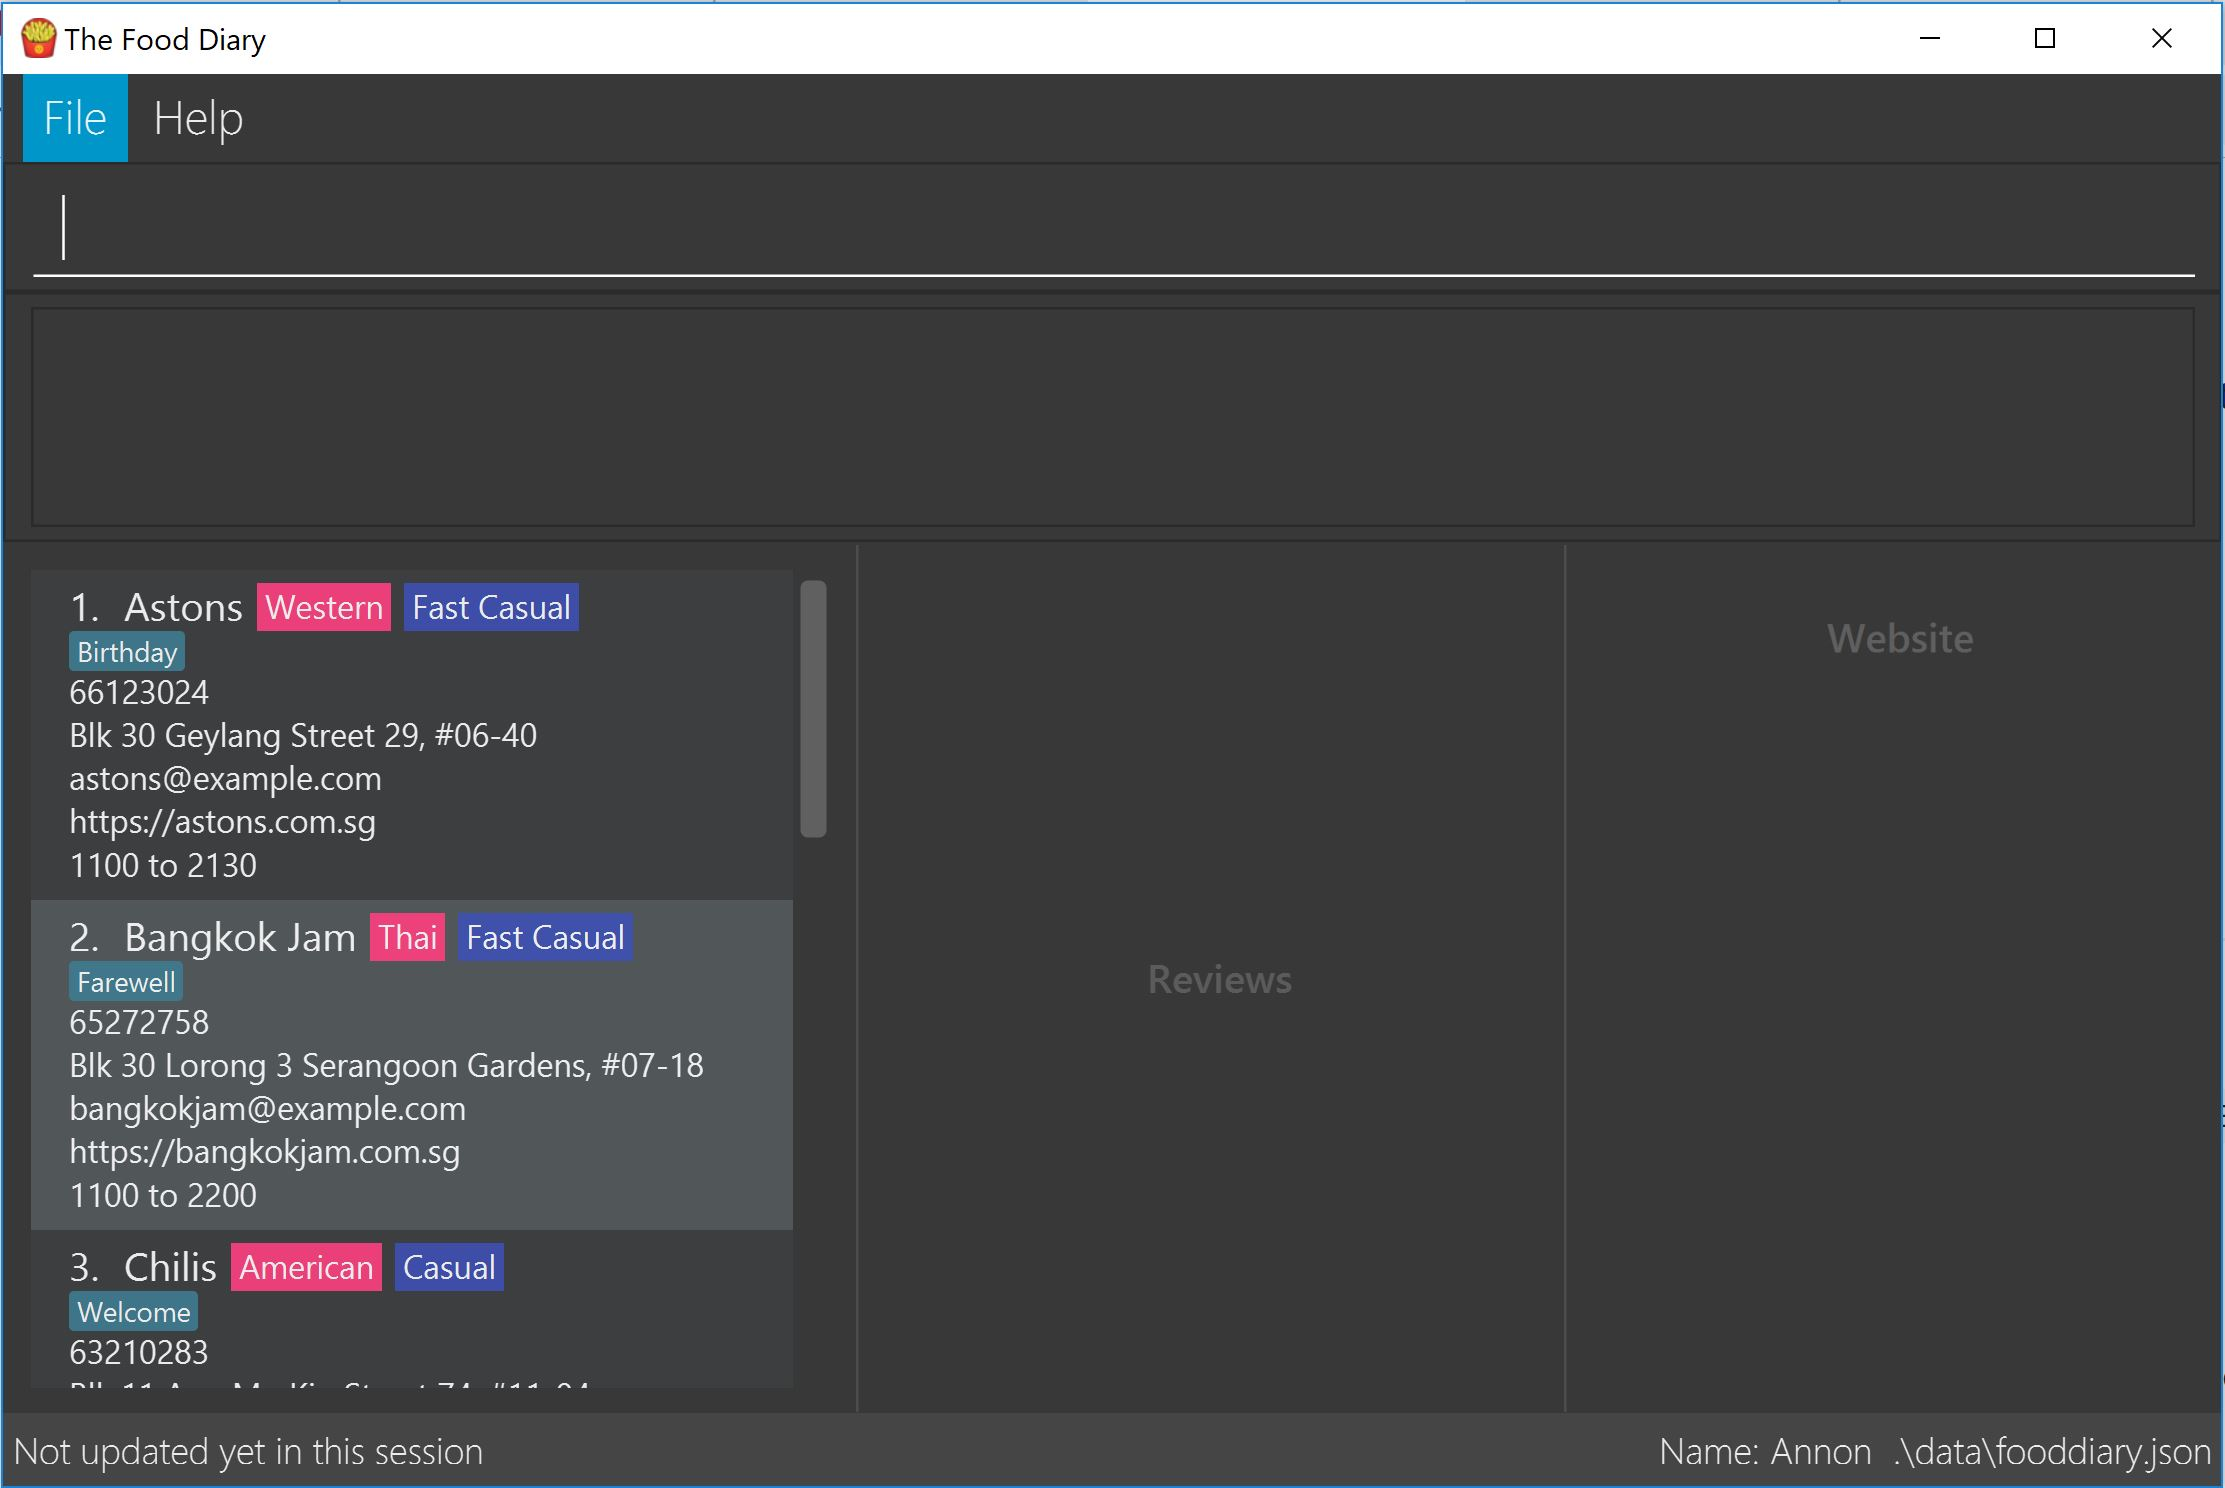 The Food Diary
File Help
1. Astons Western Fast Casual
Birthday
66123024
Blk 30 Geylang Street 29, #06-40
astons@example.com
https://astons.com.sg
1100 to 2130
2. Bangkok Jam Thai Fast Casual
Farewell
65272758
Blk 30 Lorong 3 Serangoon Gardens, #07-18
bangkokjam@example.com
https://bangkokjam.com.sg
1100 to 2200
3. Chilis American Casual
Welcome
63210283
Reviews
Website
Not updated yet in this session
Name: Annon .\data\fooddiary.json